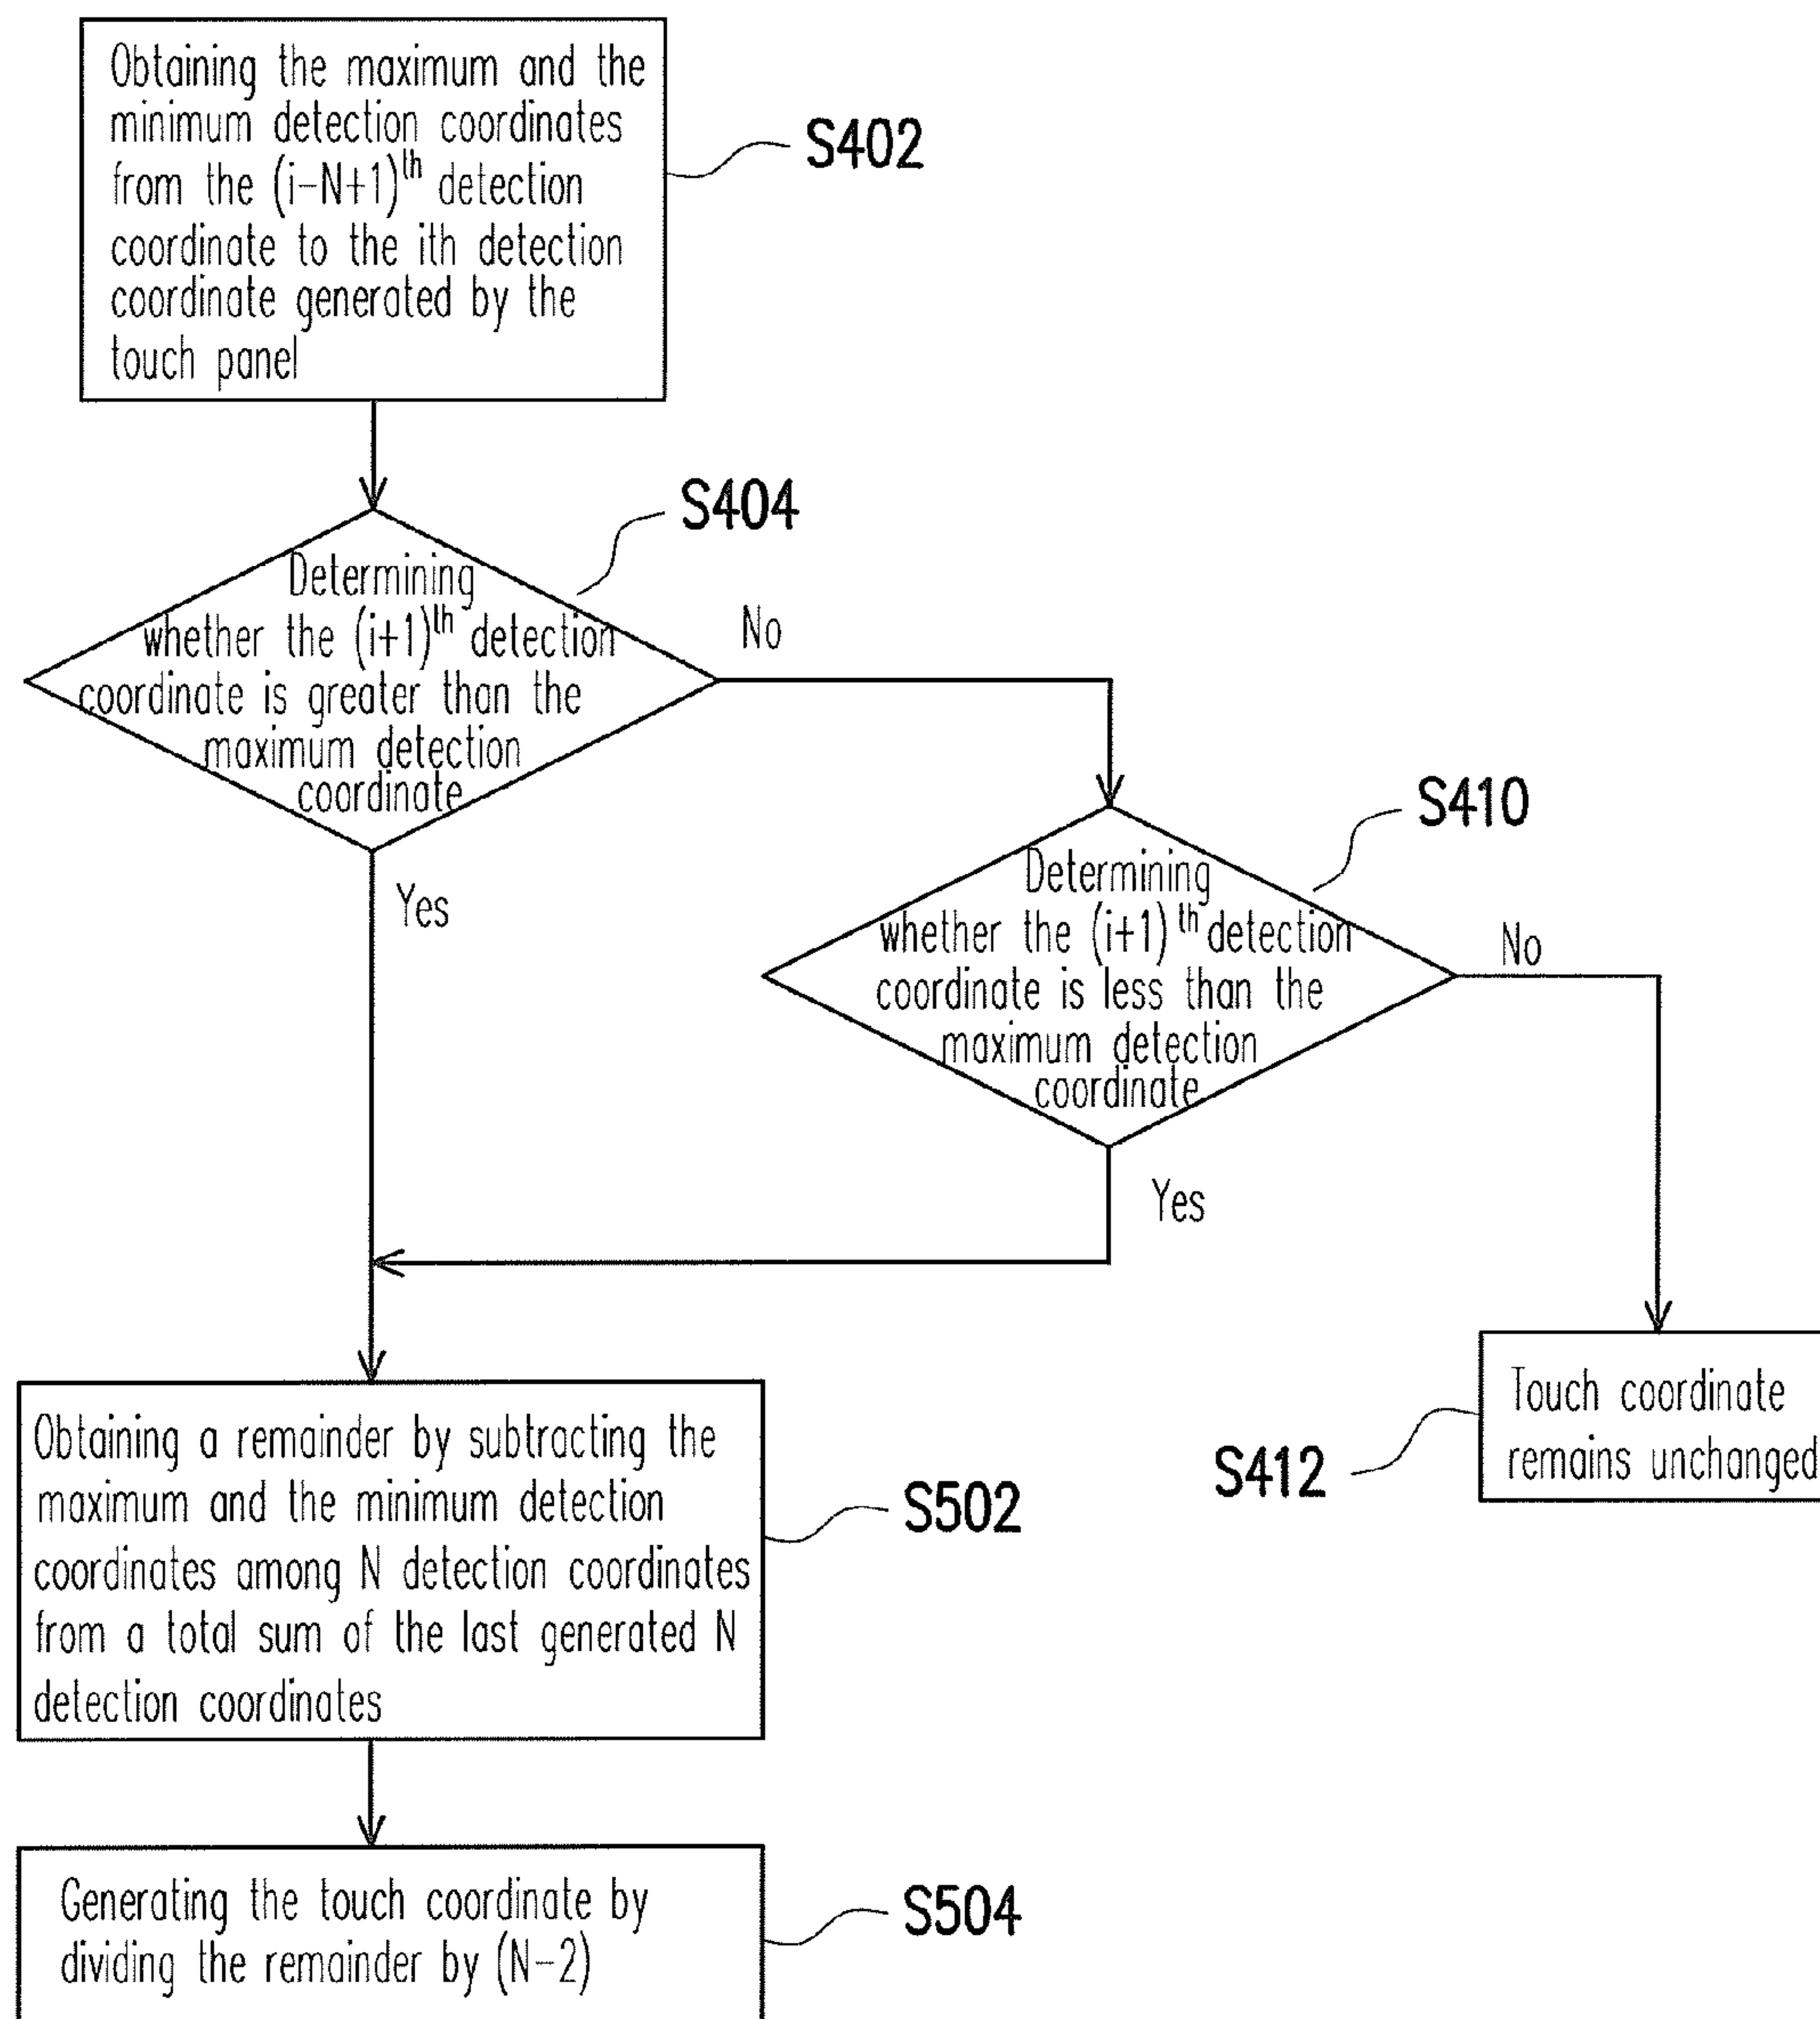 Obtaining the maximum and the
minimum detection coordinates
from the (i-N+1)th detection
coordinate to the ith detection
coordinate generated by the
touch panel
S402
S404
Determining
whether the (i+1)th detection
coordinate is greater than the
maximum detection
coordinate
No
Yes
S410
Determining
whether the (i+1)th detection
coordinate is less than the
maximum detection
coordinate
No
Yes
Touch coordinate
remains unchanged
S412
Obtaining a remainder by subtracting the
maximum and the minimum detection
coordinates among N detection coordinates
from a total sum of the last generated N
detection coordinates
S502
Generating the touch coordinate by
dividing the remainder by (N-2)
S504